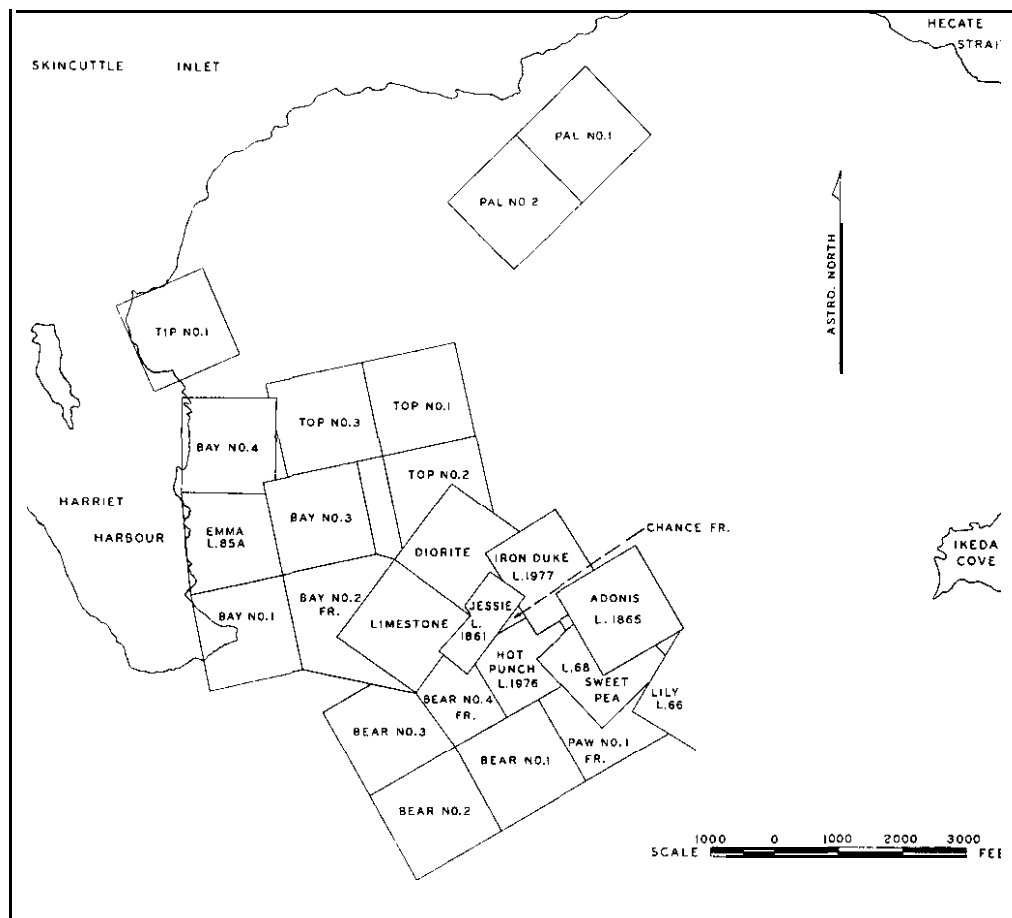 HECATE
STRAI
SKINCUTTLE INLET
PAL NO.1
PAL NO 2
ASTRO. NORTH
TIP NO.1
TOP NO.1
TOP NO.3
BAY NO.4
TOP NO.2
HARRIET
HARBOUR
EMMA
L.85A
BAY NO.3
CHANCE FR.
DIORITE
IRON DUKE
L.1977
IKEDA
COVE
BAY NO.1
BAY NO.2
FR.
LIMESTONE
JESSIE
L.
1861
ADONIS
L. 1865
HOT
PUNCH
L.1976
L.68
SWEET
PEA
LILY
L.66
BEAR NO.4
FR.
BEAR NO.3
BEAR NO.1
PAW NO.1
FR.
BEAR NO.2
1000 0 1000 2000 3000
SCALE FEE